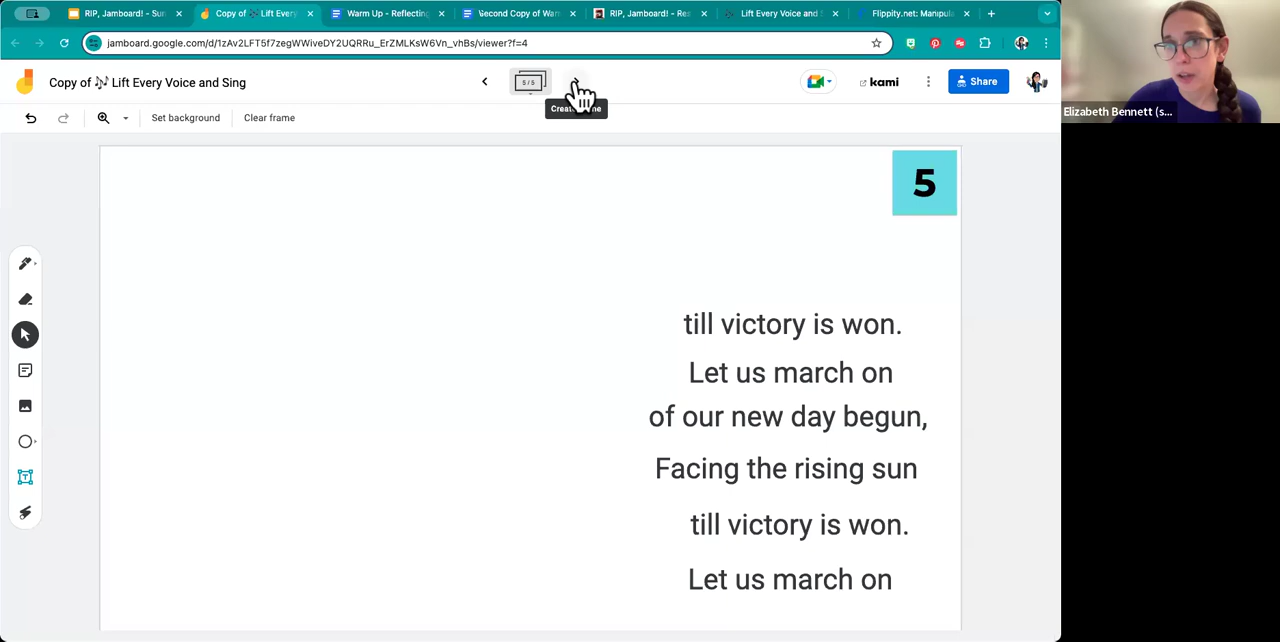 RIP, Jamboard! - Sun
Copy of 🎶 Lift Every
Warm Up - Reflecting
Second Copy of War
RIP, Jamboard! - Res
Lift Every Voice and S
Flippity.net: Manipula
jamboard.google.com/d/1zAv2LFT5f7zegWWiveDY2UQRRu_ErZMLKsW6Vn_vhBs/viewer?f=4
Copy of 🎶 Lift Every Voice and Sing
5 / 5
kami
Share
Set background
Clear frame
Elizabeth Bennett (s...
5
till victory is won.
Let us march on
of our new day begun,
Facing the rising sun
till victory is won.
Let us march on